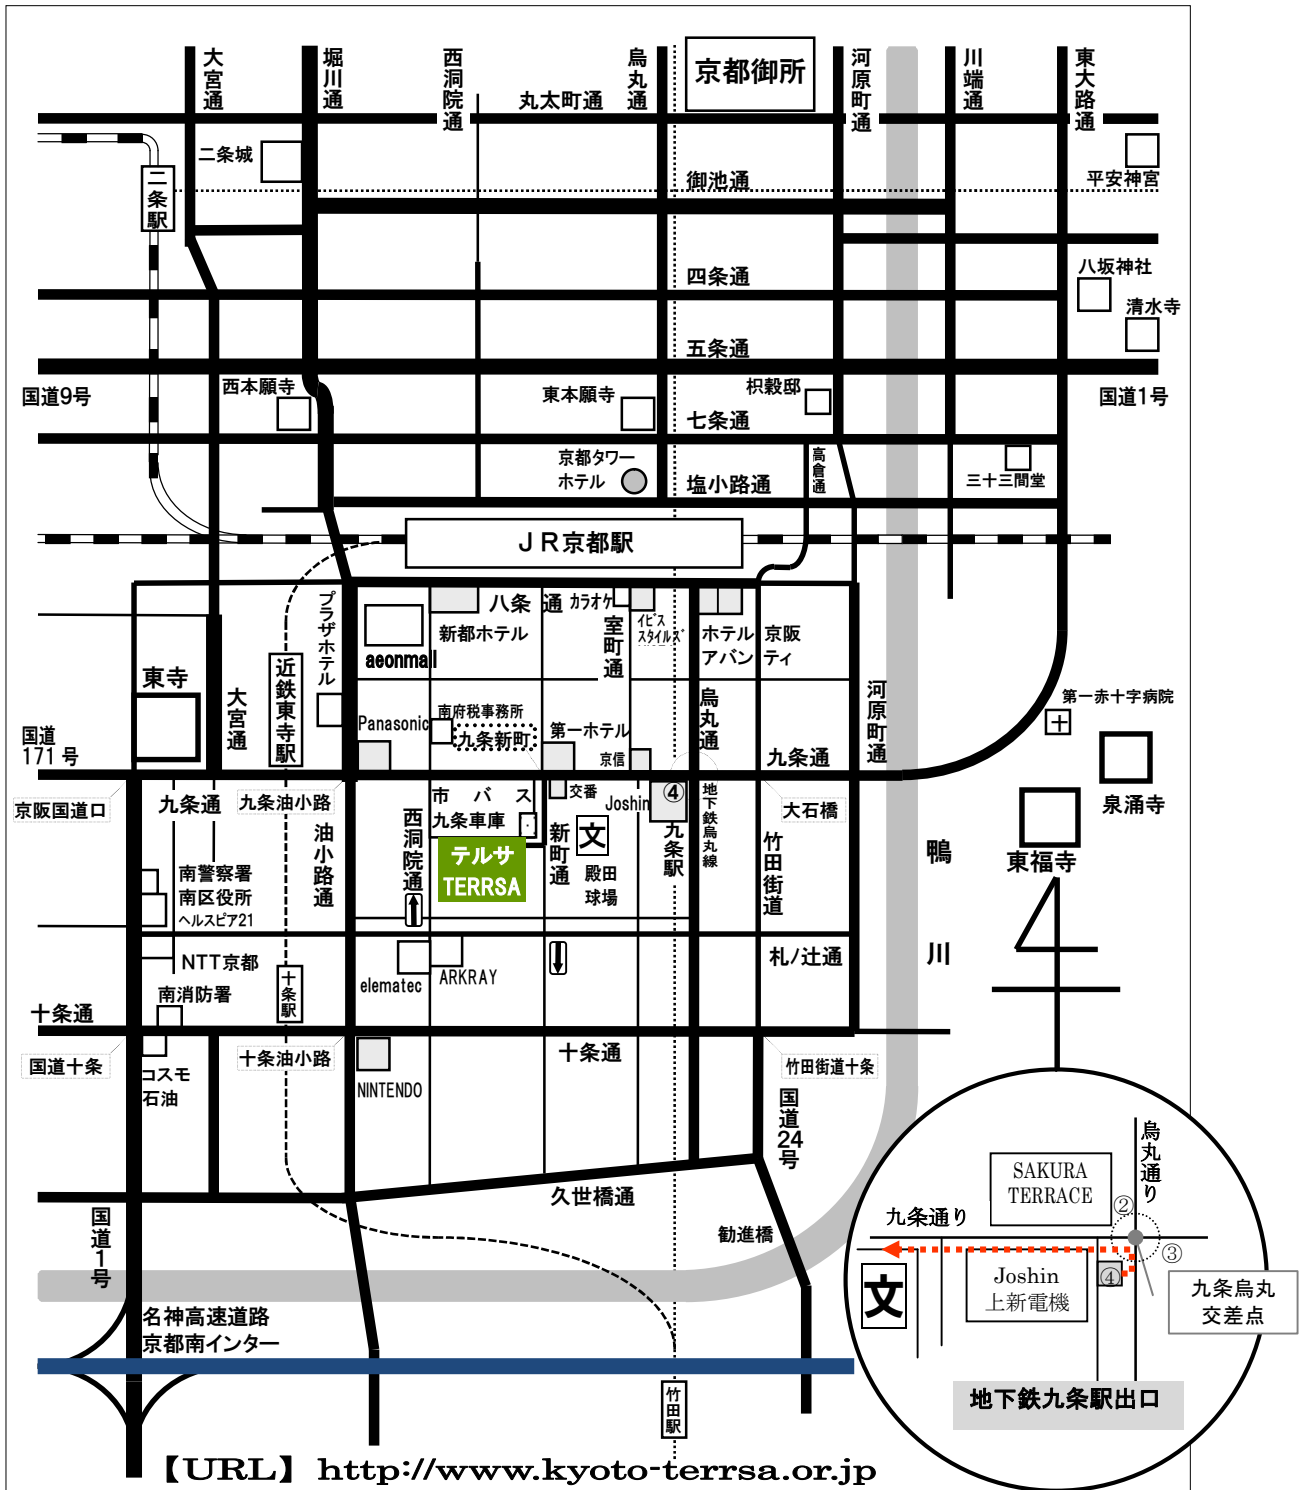 大宮通
堀川通
西洞院通
烏丸通
京都御所
河原町通
川端通
東大路通
丸太町通
二条城
二条駅
御池通
平安神宮
四条通
八坂神社
清水寺
五条通
国道9号
西本願寺
東本願寺
枳穀邸
国道1号
七条通
京都タワー
ホテル
高倉通
塩小路通
三十三間堂
ＪＲ京都駅
プラザホテル
八条 通
カラオケ
イビス
スタイルズ
新都ホテル
室町通
ホテル 京阪
アバン ティ
aeonmall
東寺
近鉄東寺駅
大宮通
烏丸通
河原町通
第一赤十字病院
Panasonic
南府税事務所
九条新町
第一ホテル
京信
国道
171号
九条通
泉涌寺
京阪国道口
九条通
九条油小路
市 バ ス
九条車庫
交番
Joshin
④
地下鉄烏丸線
大石橋
油小路通
西洞院通
新町通
文
九条駅
竹田街道
鴨
川
東福寺
テルサ
TERRSA
殿田
球場
南警察署
南区役所
ヘルスピア21
NTT京都
札ノ辻通
elematec
ARKRAY
十条駅
南消防署
十条通
国道十条
十条油小路
十条通
竹田街道十条
コスモ
石油
NINTENDO
国道24号
久世橋通
勧進橋
国道1号
名神高速道路
京都南インター
竹田駅
烏丸通り
SAKURA
TERRACE
②
九条通り
③
④
Joshin
上新電機
文
九条烏丸
交差点
地下鉄九条駅出口
【URL】 http://www.kyoto-terrsa.or.jp